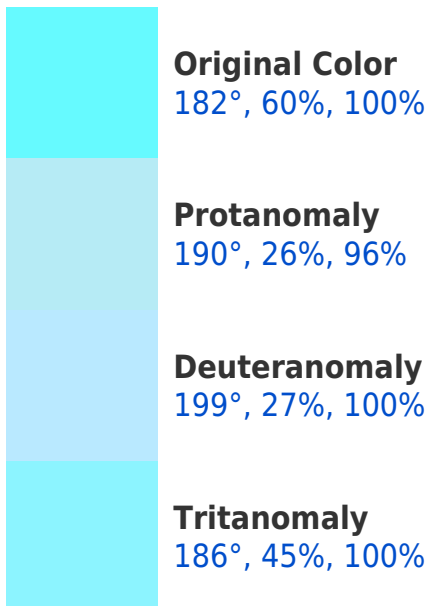 Original Color
182°, 60%, 100%
Protanomaly
190°, 26%, 96%
Deuteranomaly
199°, 27%, 100%
Tritanomaly
186°, 45%, 100%